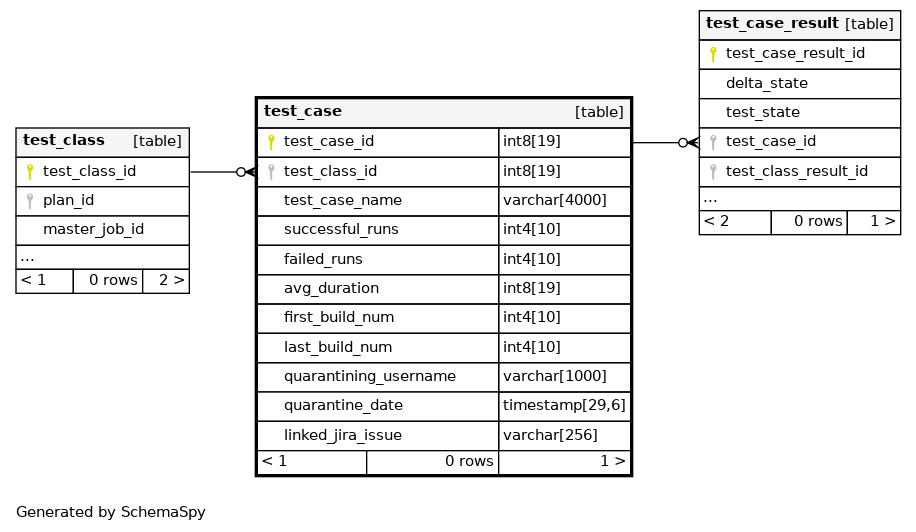 test_class [table]
test_class_id
plan_id
master_job_id
...
< 1 0 rows 2 >
test_case [table]
test_case_id int8[19]
test_class_id int8[19]
test_case_name varchar[4000]
successful_runs int4[10]
failed_runs int4[10]
avg_duration int8[19]
first_build_num int4[10]
last_build_num int4[10]
quarantining_username varchar[1000]
quarantine_date timestamp[29,6]
linked_jira_issue varchar[256]
< 1 0 rows 1 >
test_case_result [table]
test_case_result_id
delta_state
test_state
test_case_id
test_class_result_id
...
< 2 0 rows 1 >
Generated by SchemaSpy